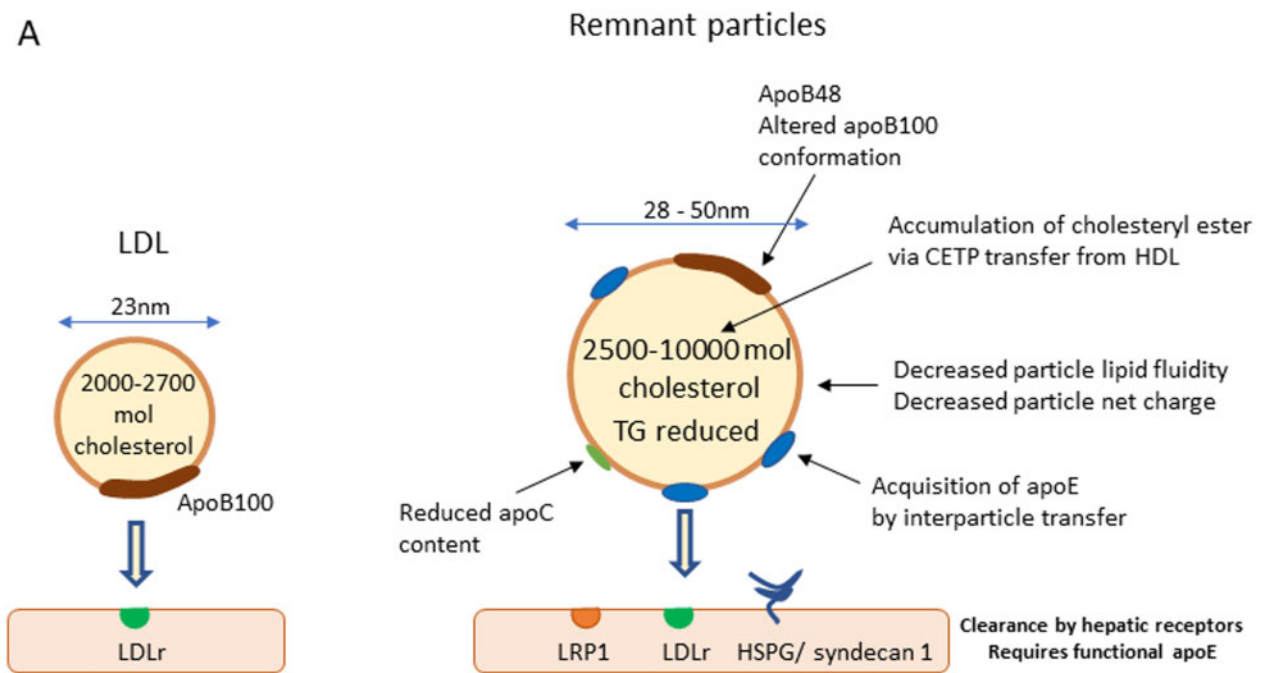 A
Remnant particles
LDL
23nm
2000-2700
mol
cholesterol
ApoB100
LDLr
ApoB48
Altered apoB100
conformation
28 - 50nm
Accumulation of cholesteryl ester
via CETP transfer from HDL
2500-10000 mol
cholesterol
TG reduced
Decreased particle lipid fluidity
Decreased particle net charge
Reduced apoC
content
Acquisition of apoE
by interparticle transfer
LRP1
LDLr
HSPG/ syndecan 1
Clearance by hepatic receptors
Requires functional apoE